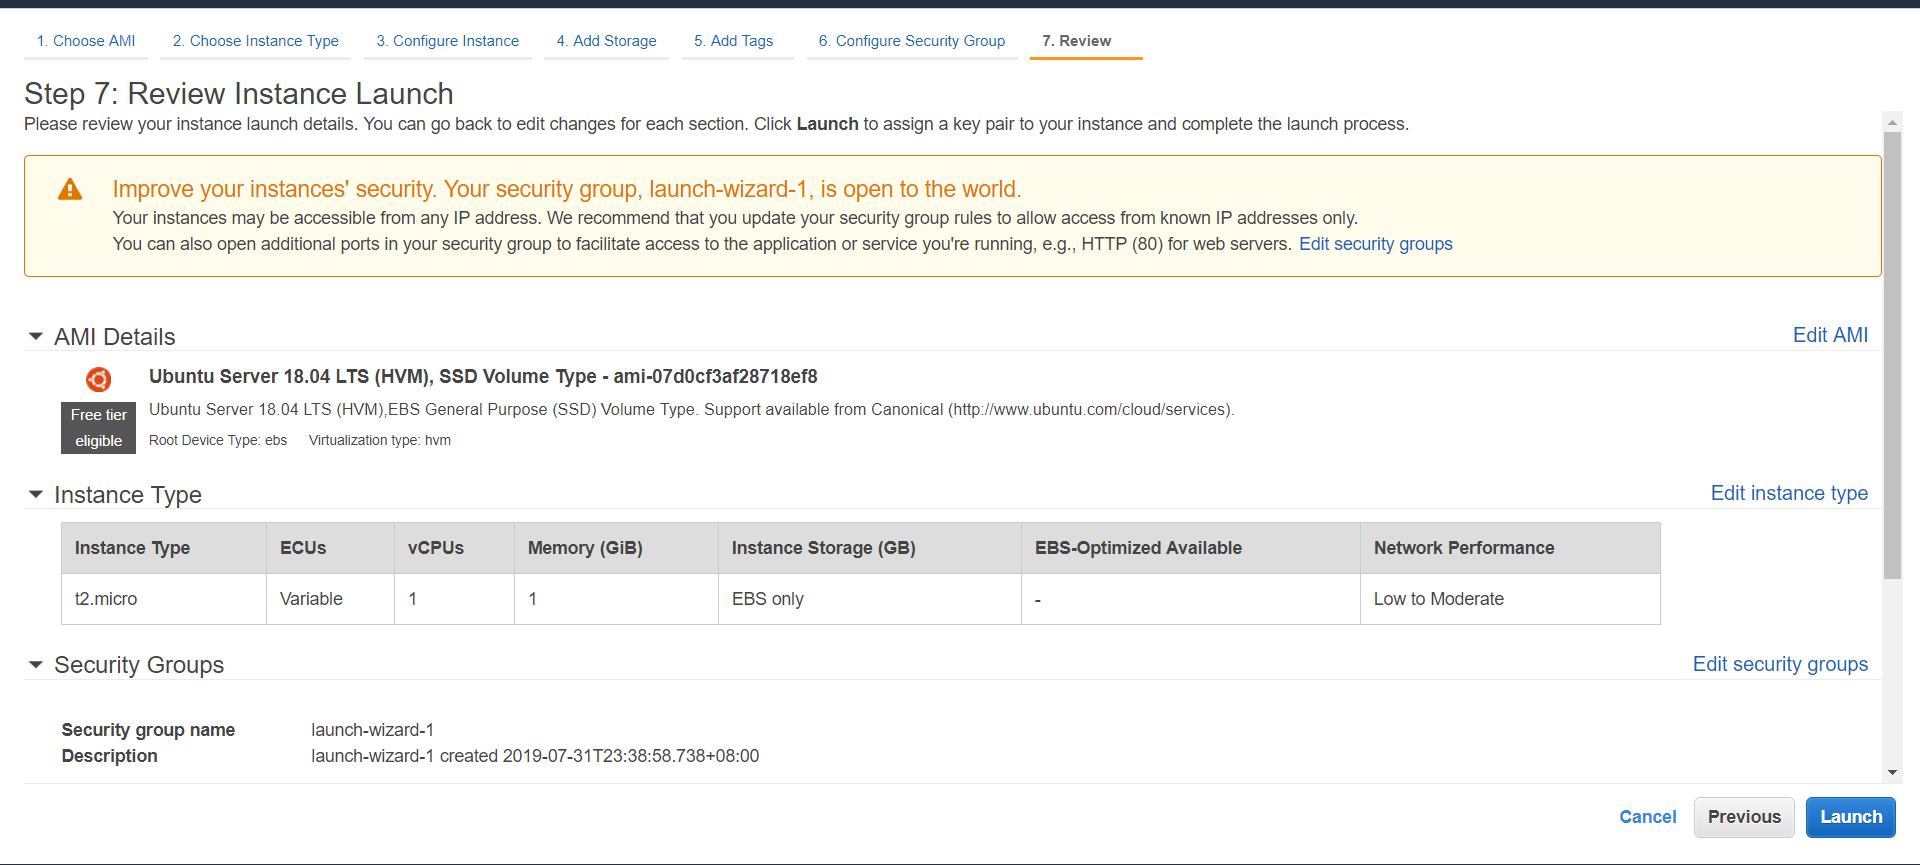 1. Choose AMI 2. Choose Instance Type 3. Configure Instance 4. Add Storage 5. Add Tags 6. Configure Security Group 7. Review
Step 7: Review Instance Launch
Please review your instance launch details. You can go back to edit changes for each section. Click Launch to assign a key pair to your instance and complete the launch process.
Improve your instances' security. Your security group, launch-wizard-1, is open to the world.
Your instances may be accessible from any IP address. We recommend that you update your security group rules to allow access from known IP addresses only.
You can also open additional ports in your security group to facilitate access to the application or service you're running, e.g., HTTP (80) for web servers. Edit security groups
AMI Details Edit AMI
Ubuntu Server 18.04 LTS (HVM), SSD Volume Type - ami-07d0cf3af28718ef8
Free tier
eligible
Ubuntu Server 18.04 LTS (HVM),EBS General Purpose (SSD) Volume Type. Support available from Canonical (http://www.ubuntu.com/cloud/services).
Root Device Type: ebs Virtualization type: hvm
Instance Type Edit instance type
Instance Type ECUs vCPUs Memory (GiB) Instance Storage (GB) EBS-Optimized Available Network Performance
t2.micro Variable 1 1 EBS only - Low to Moderate
Security Groups Edit security groups
Security group name launch-wizard-1
Description launch-wizard-1 created 2019-07-31T23:38:58.738+08:00
Cancel Previous Launch